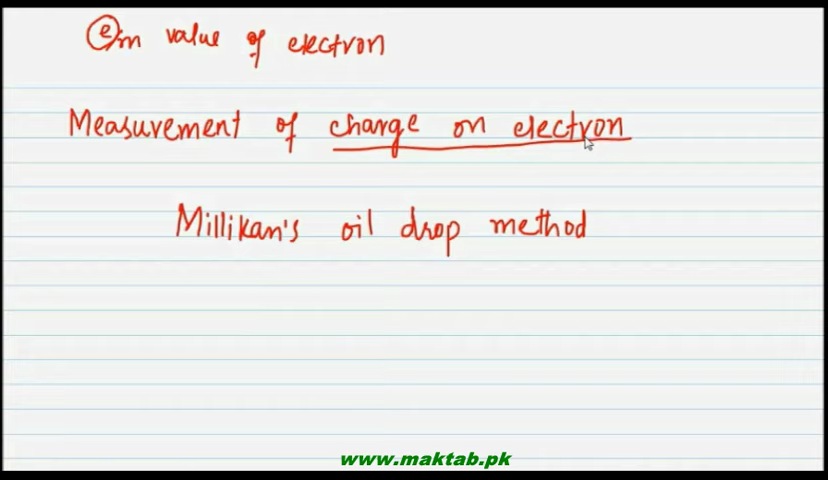 e/m value of electron
Measurement of charge on electron
Millikan's oil drop method
www.maktab.pk